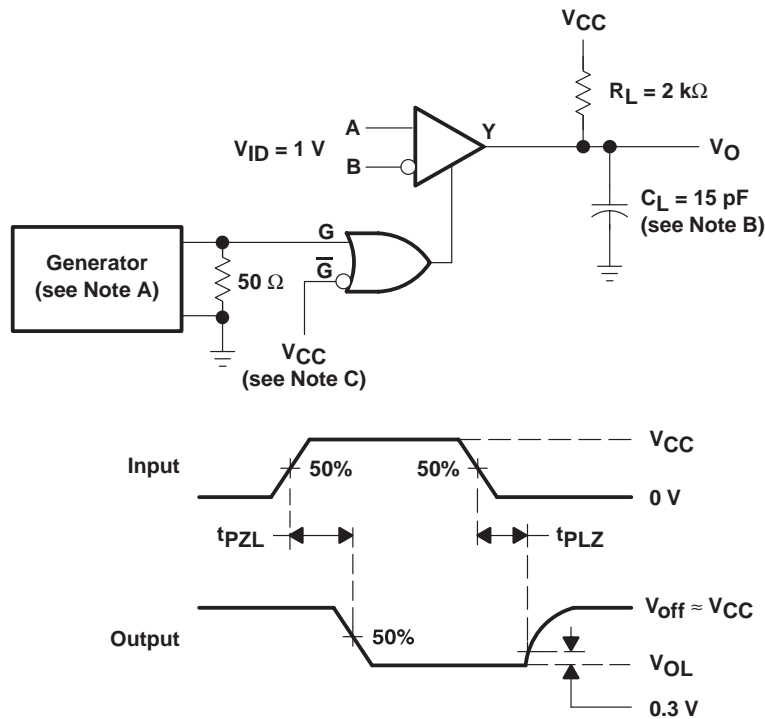 VCC
RL = 2 kΩ
A
Y
VID = 1 V
VO
B
CL = 15 pF
(see Note B)
G
Generator
(see Note A)
G̅
50 Ω
VCC
(see Note C)
VCC
Input
50%
50%
0 V
tPZL
tPLZ
Voff ≈ VCC
Output
50%
VOL
0.3 V